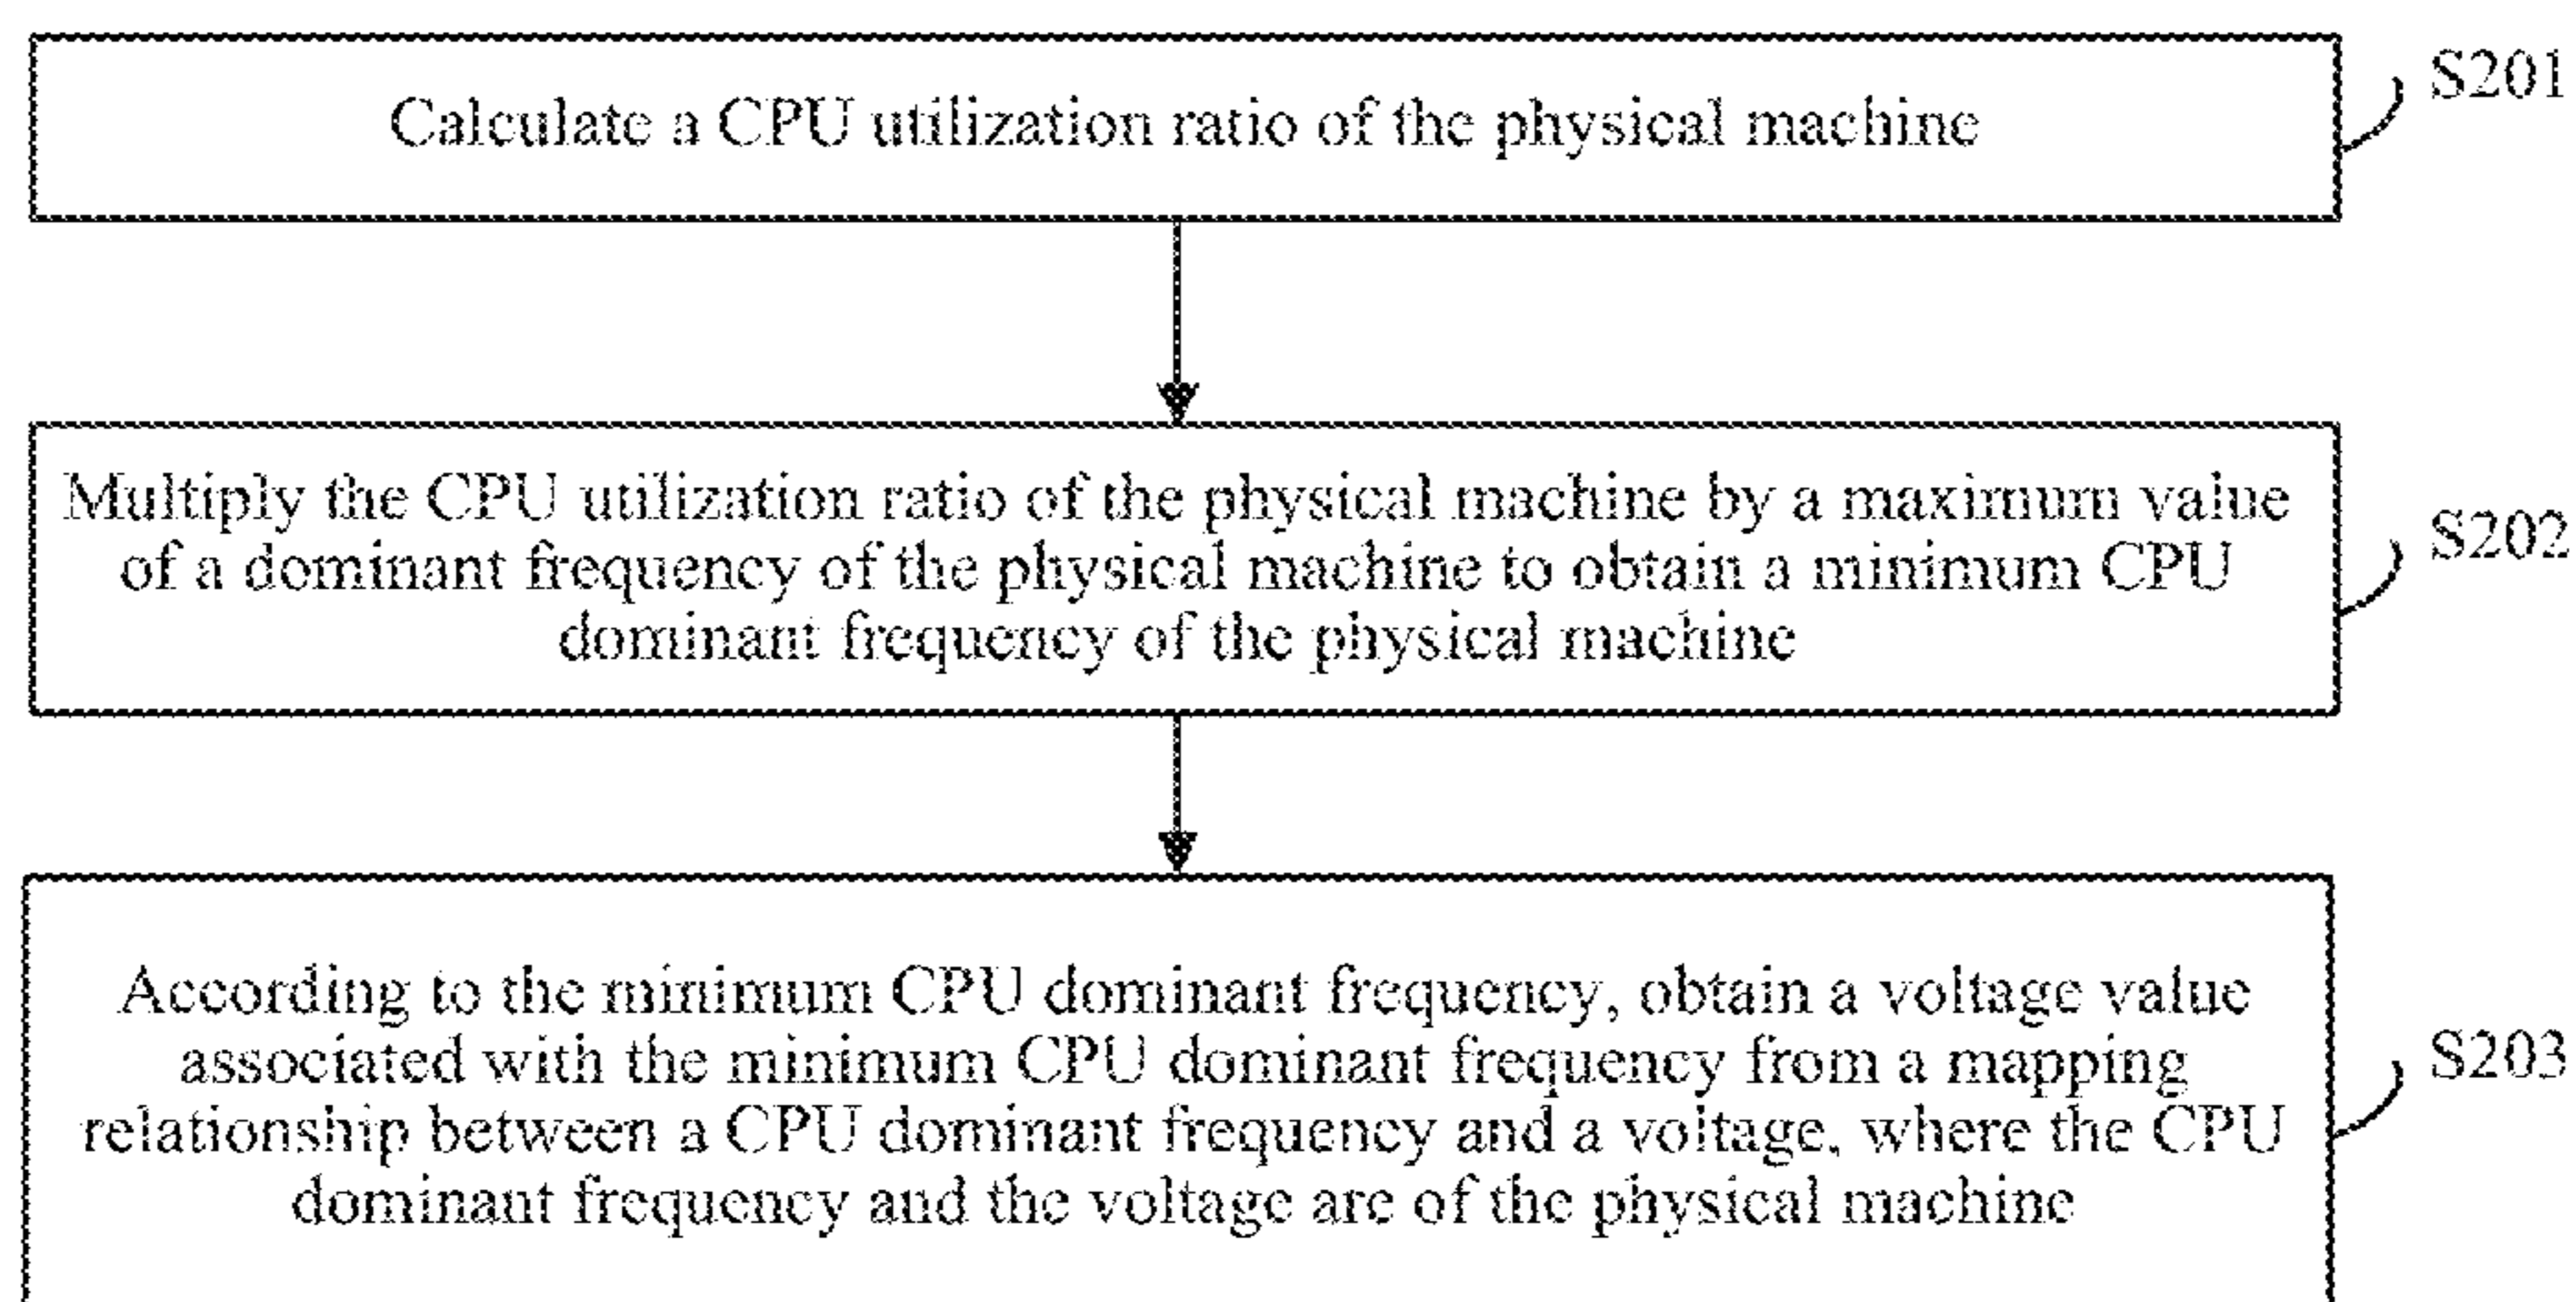 Calculate a CPU utilization ratio of the physical machine
S201
Multiply the CPU utilization ratio of the physical machine by a maximum value
of a dominant frequency of the physical machine to obtain a minimum CPU
dominant frequency of the physical machine
S202
According to the minimum CPU dominant frequency, obtain a voltage value
associated with the minimum CPU dominant frequency from a mapping
relationship between a CPU dominant frequency and a voltage, where the CPU
dominant frequency and the voltage are of the physical machine
S203